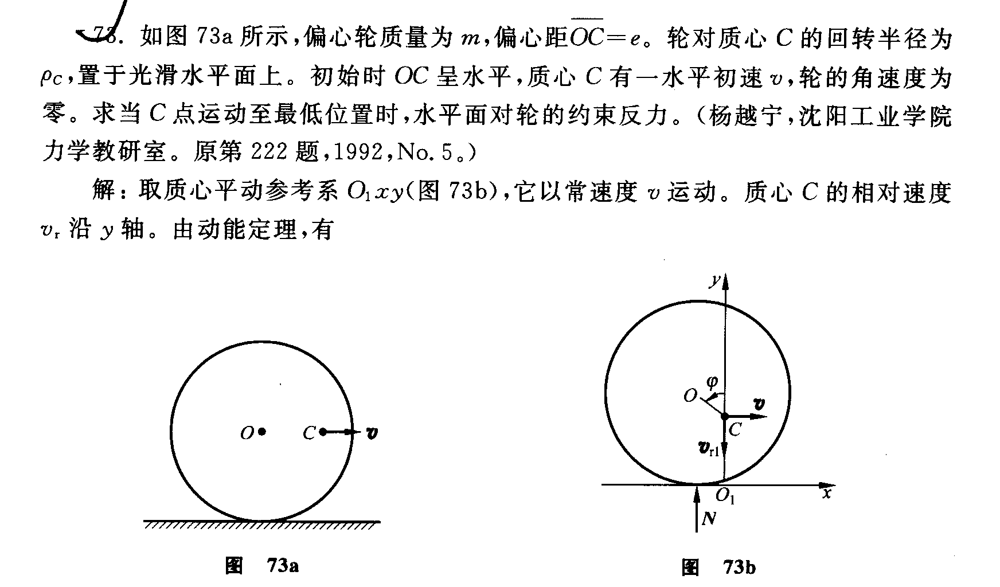 73. 如图 73a 所示,偏心轮质量为 m,偏心距OC=e。轮对质心 C 的回转半径为
ρC,置于光滑水平面上。初始时 OC 呈水平,质心 C 有一水平初速 v,轮的角速度为
零。求当 C 点运动至最低位置时,水平面对轮的约束反力。(杨越宁,沈阳工业学院
力学教研室。原第 222 题,1992,No. 5。)
解:取质心平动参考系 O₁xy(图 73b),它以常速度 v 运动。质心 C 的相对速度
vr 沿 y 轴。由动能定理,有
O
C
v
图 73a
y
φ
O
v
C
vr1
O₁
x
N
图 73b